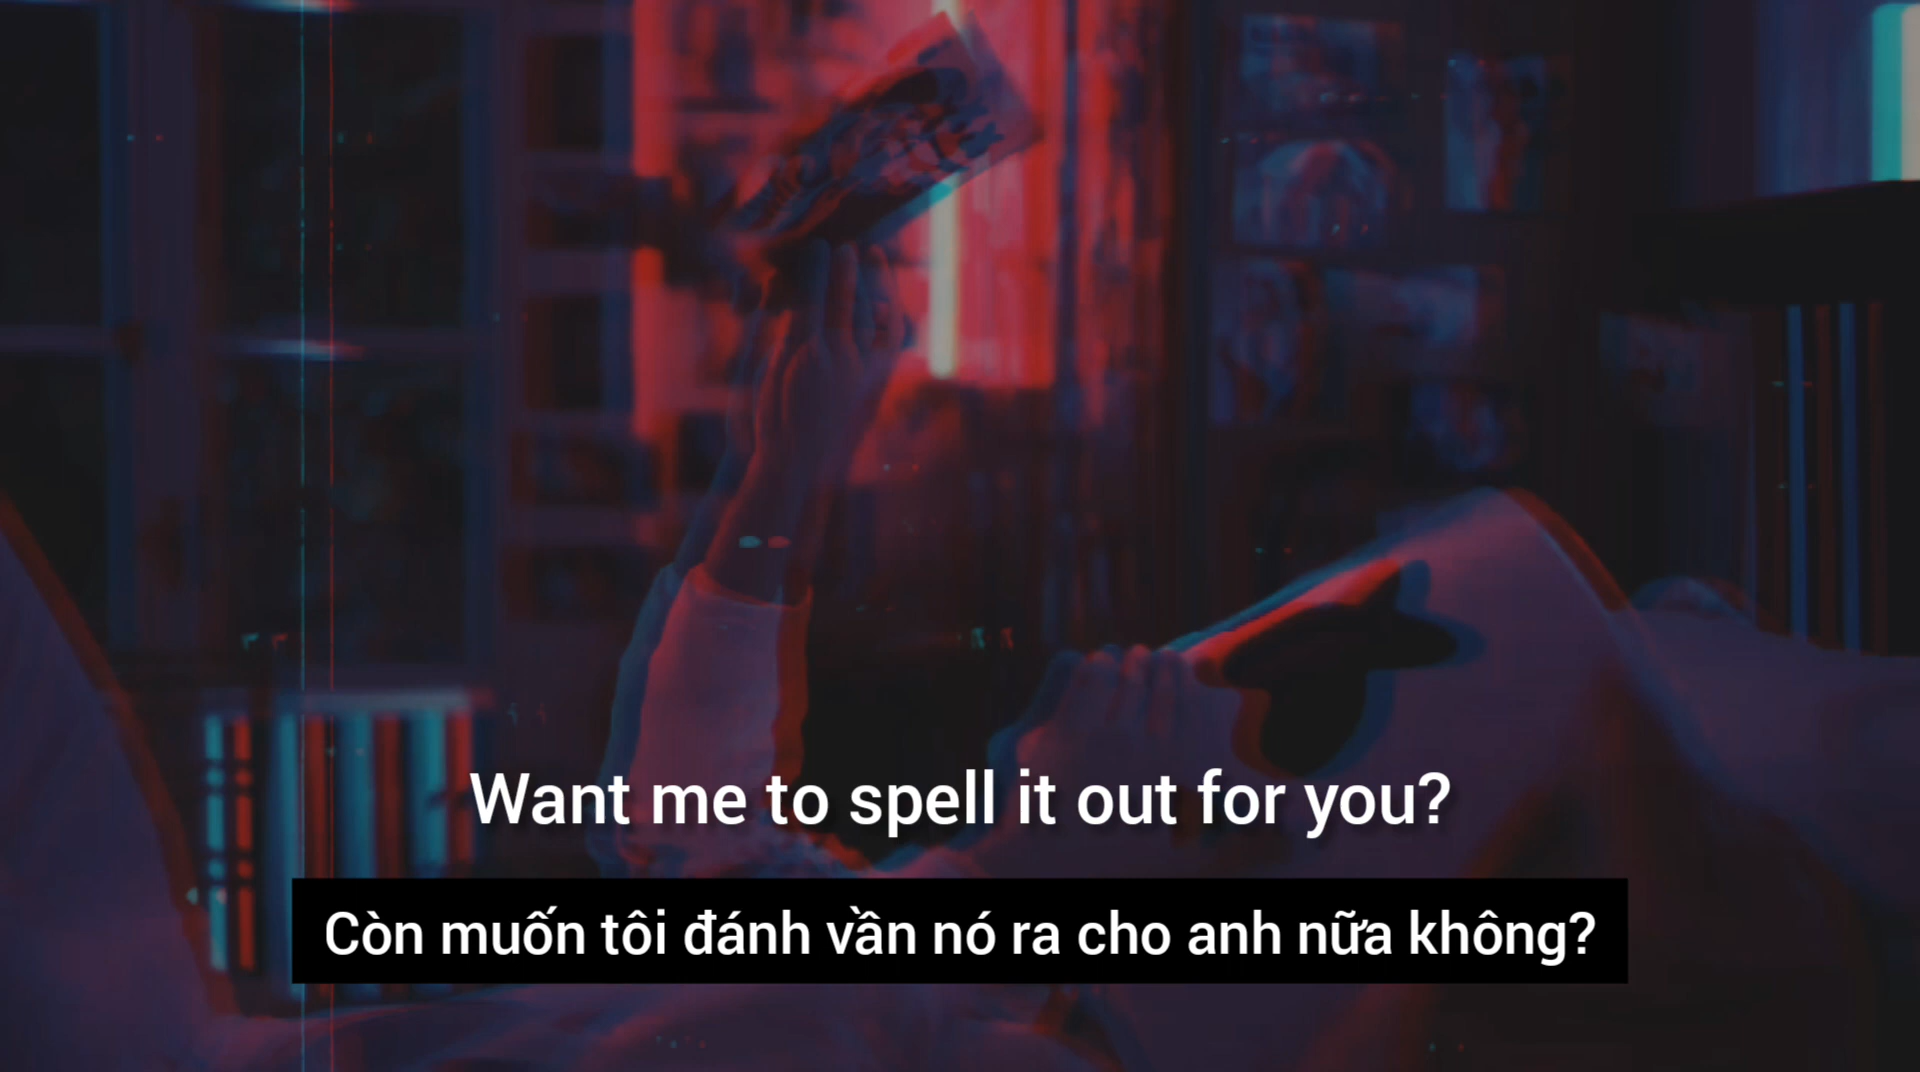 Want me to spell it out for you?
Còn muốn tôi đánh vần nó ra cho anh nữa không?